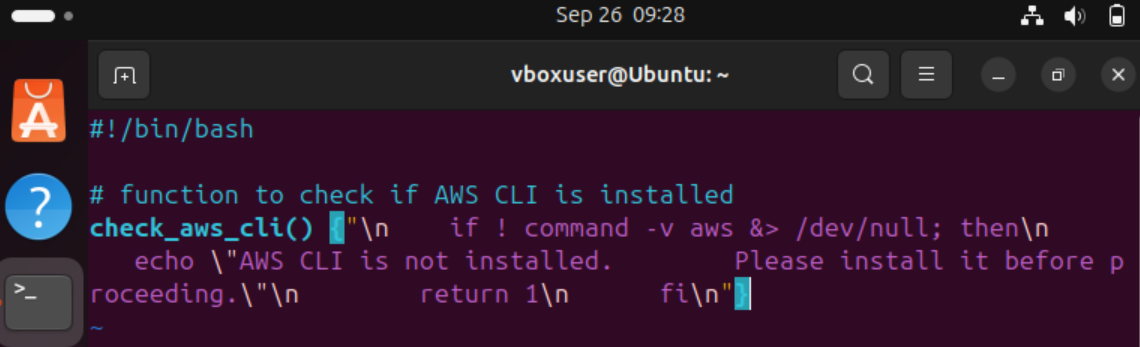 Sep 26 09:28
vboxuser@Ubuntu: ~
#!/bin/bash
# function to check if AWS CLI is installed
check_aws_cli() {"\n    if ! command -v aws &> /dev/null; then\n
   echo \"AWS CLI is not installed.        Please install it before p
roceeding.\"\n        return 1\n      fi\n"}
~